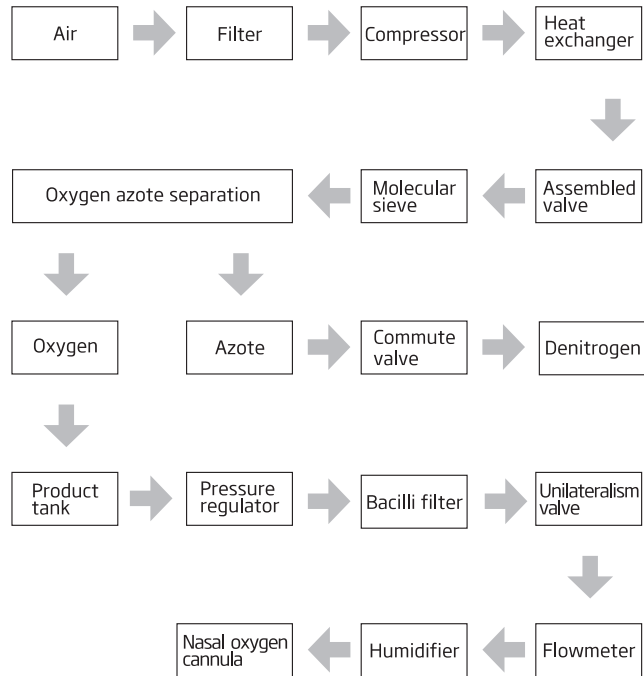 Air
Filter
Compressor
Heat
exchanger
Oxygen azote separation
Molecular
sieve
Assembled
valve
Oxygen
Azote
Commute
valve
Denitrogen
Product
tank
Pressure
regulator
Bacilli filter
Unilateralism
valve
Nasal oxygen
cannula
Humidifier
Flowmeter